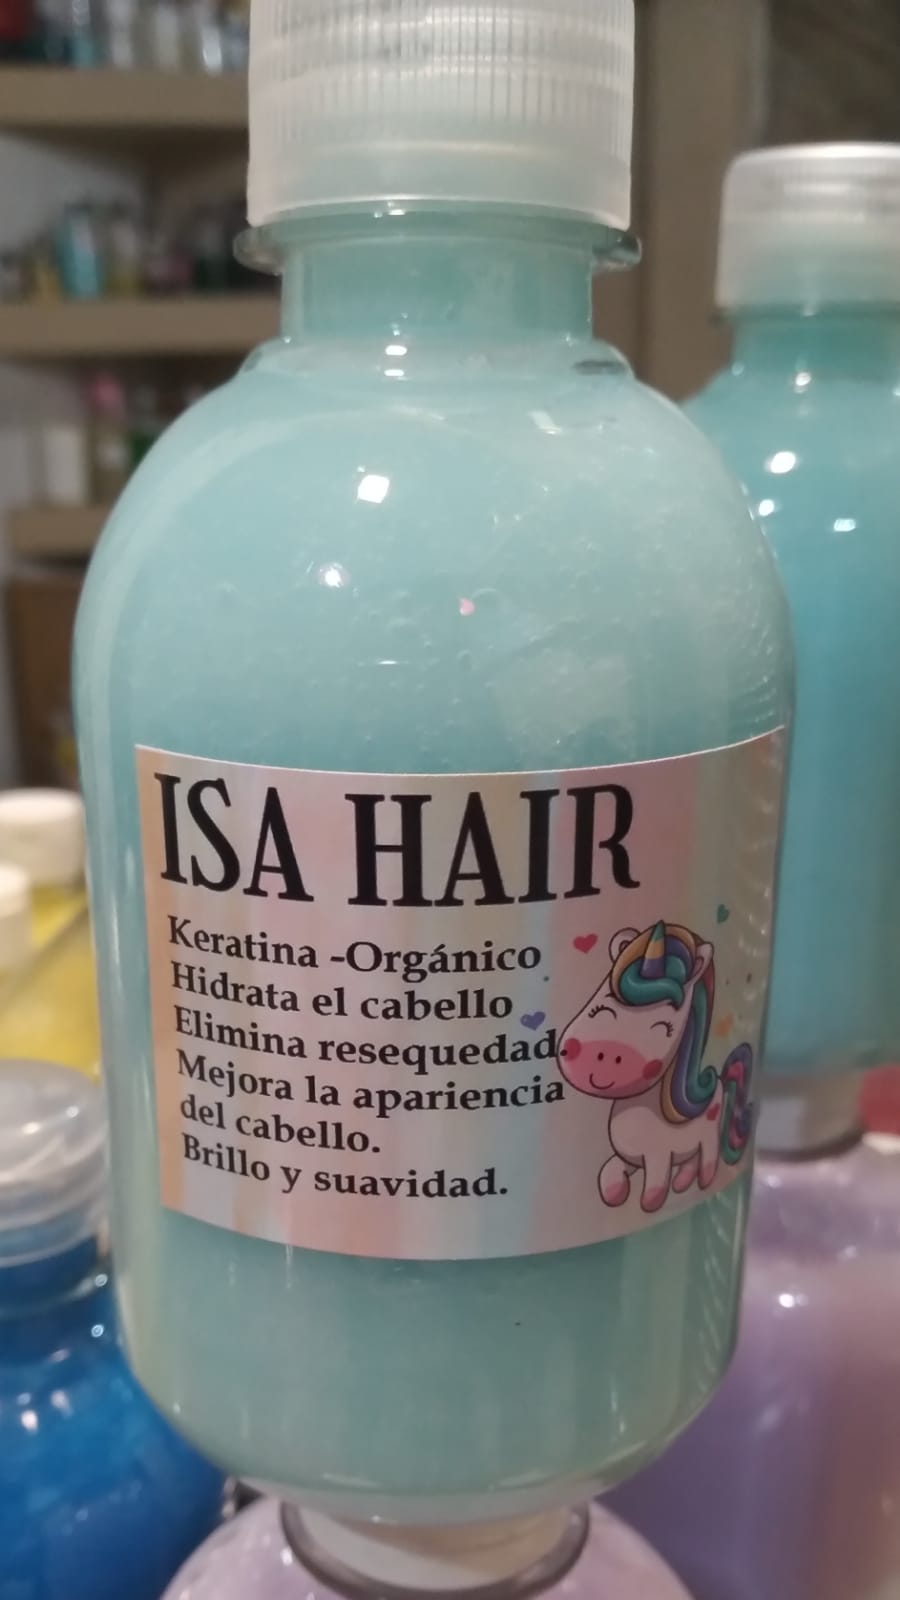 ISA HAIR
Keratina -Orgánico
Hidrata el cabello
Elimina resequedad.
Mejora la apariencia
del cabello.
Brillo y suavidad.